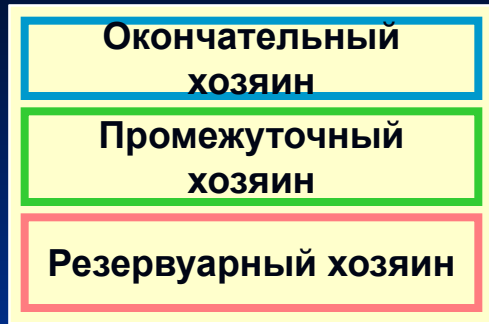 Окончательный
хозяин
Промежуточный
хозяин
Резервуарный хозяин